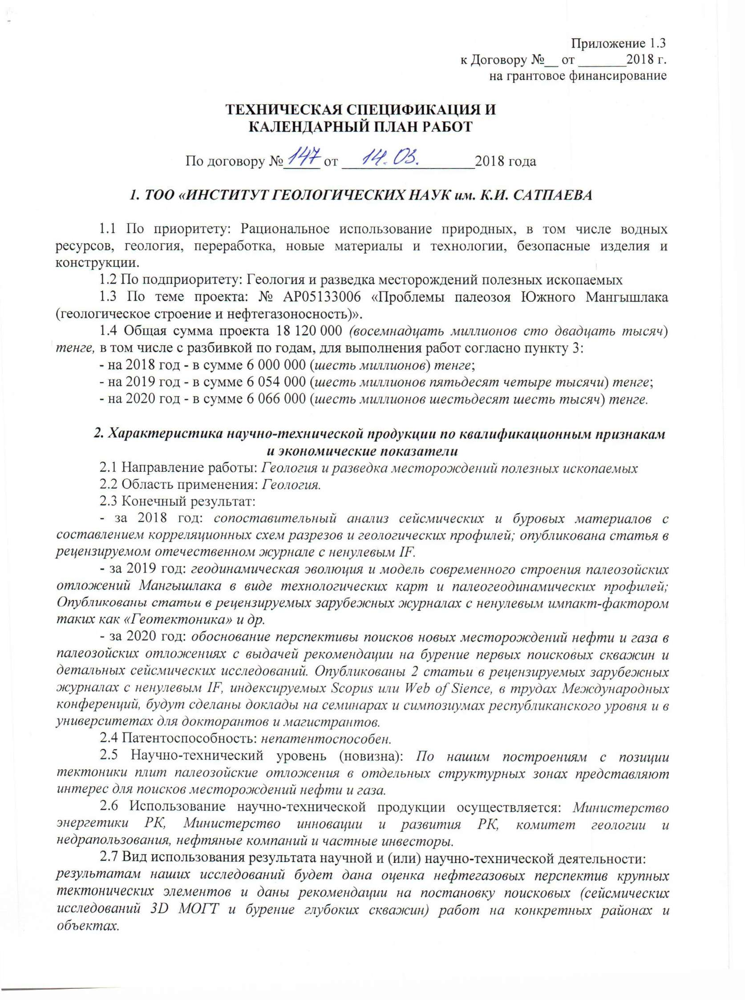 Приложение 1.3
к Договору №__ от _______2018 г.
на грантовое финансирование
ТЕХНИЧЕСКАЯ СПЕЦИФИКАЦИЯ И
КАЛЕНДАРНЫЙ ПЛАН РАБОТ
По договору № 147 от 14.03. 2018 года
1. ТОО «ИНСТИТУТ ГЕОЛОГИЧЕСКИХ НАУК им. К.И. САТПАЕВА
1.1 По приоритету: Рациональное использование природных, в том числе водных
ресурсов, геология, переработка, новые материалы и технологии, безопасные изделия и
конструкции.
1.2 По подприоритету: Геология и разведка месторождений полезных ископаемых
1.3 По теме проекта: № АР05133006 «Проблемы палеозоя Южного Мангышлака
(геологическое строение и нефтегазоносность)».
1.4 Общая сумма проекта 18 120 000 (восемнадцать миллионов сто двадцать тысяч)
тенге, в том числе с разбивкой по годам, для выполнения работ согласно пункту 3:
- на 2018 год - в сумме 6 000 000 (шесть миллионов) тенге;
- на 2019 год - в сумме 6 054 000 (шесть миллионов пятьдесят четыре тысячи) тенге;
- на 2020 год - в сумме 6 066 000 (шесть миллионов шестьдесят шесть тысяч) тенге.
2. Характеристика научно-технической продукции по квалификационным признакам
и экономические показатели
2.1 Направление работы: Геология и разведка месторождений полезных ископаемых
2.2 Область применения: Геология.
2.3 Конечный результат:
- за 2018 год: сопоставительный анализ сейсмических и буровых материалов с
составлением корреляционных схем разрезов и геологических профилей; опубликована статья в
рецензируемом отечественном журнале с ненулевым IF.
- за 2019 год: геодинамическая эволюция и модель современного строения палеозойских
отложений Мангышлака в виде технологических карт и палеогеодинамических профилей;
Опубликованы статьи в рецензируемых зарубежных журналах с ненулевым импакт-фактором
таких как «Геотектоника» и др.
- за 2020 год: обоснование перспективы поисков новых месторождений нефти и газа в
палеозойских отложениях с выдачей рекомендации на бурение первых поисковых скважин и
детальных сейсмических исследований. Опубликованы 2 статьи в рецензируемых зарубежных
журналах с ненулевым IF, индексируемых Scopus или Web of Sience, в трудах Международных
конференций, будут сделаны доклады на семинарах и симпозиумах республиканского уровня и в
университетах для докторантов и магистрантов.
2.4 Патентоспособность: непатентоспособен.
2.5 Научно-технический уровень (новизна): По нашим построениям с позиции
тектоники плит палеозойские отложения в отдельных структурных зонах представляют
интерес для поисков месторождений нефти и газа.
2.6 Использование научно-технической продукции осуществляется: Министерство
энергетики РК, Министерство инновации и развития РК, комитет геологии и
недрапользования, нефтяные компаний и частные инвесторы.
2.7 Вид использования результата научной и (или) научно-технической деятельности:
результатам наших исследований будет дана оценка нефтегазовых перспектив крупных
тектонических элементов и даны рекомендации на постановку поисковых (сейсмических
исследований 3D МОГТ и бурение глубоких скважин) работ на конкретных районах и
объектах.